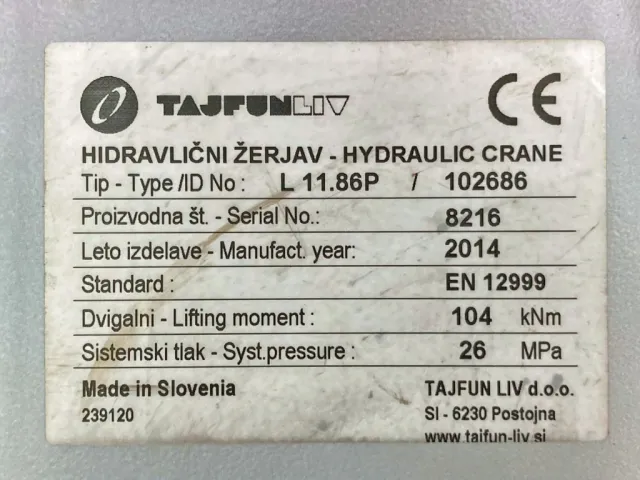 TAJFUNLIV CE
HIDRAVLIČNI ŽERJAV - HYDRAULIC CRANE
Tip - Type /ID No : L 11.86P / 102686
Proizvodna št. - Serial No.: 8216
Leto izdelave - Manufact. year: 2014
Standard : EN 12999
Dvigalni - Lifting moment : 104 kNm
Sistemski tlak - Syst.pressure : 26 MPa
Made in Slovenia TAJFUN LIV d.o.o.
239120 SI - 6230 Postojna
www.tajfun-liv.si